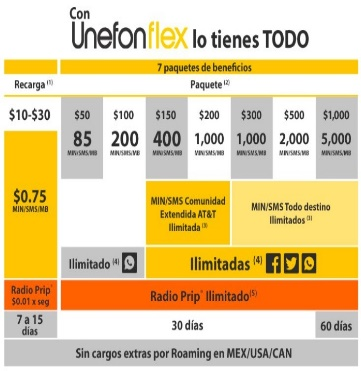 Con
Unefonflex lo tienes TODO
7 paquetes de beneficios
Recarga (1) Paquete (2)
$10-$30 $50 $100 $150 $200 $300 $500 $1,000
85 200 400 1,000 1,000 2,000 5,000
MIN/SMS/MB MIN/SMS/MB MIN/SMS/MB MIN/SMS/MB MIN/SMS/MB MIN/SMS/MB MIN/SMS/MB
$0.75
MIN/SMS/MB
MIN/SMS Comunidad
Extendida AT&T
Ilimitada (3)
MIN/SMS Todo destino
Ilimitados (3)
Ilimitado (4) Ilimitadas (4)
Radio Prip*
$0.01 x seg
Radio Prip* Ilimitado(5)
7 a 15
días
30 días 60 días
Sin cargos extras por Roaming en MEX/USA/CAN